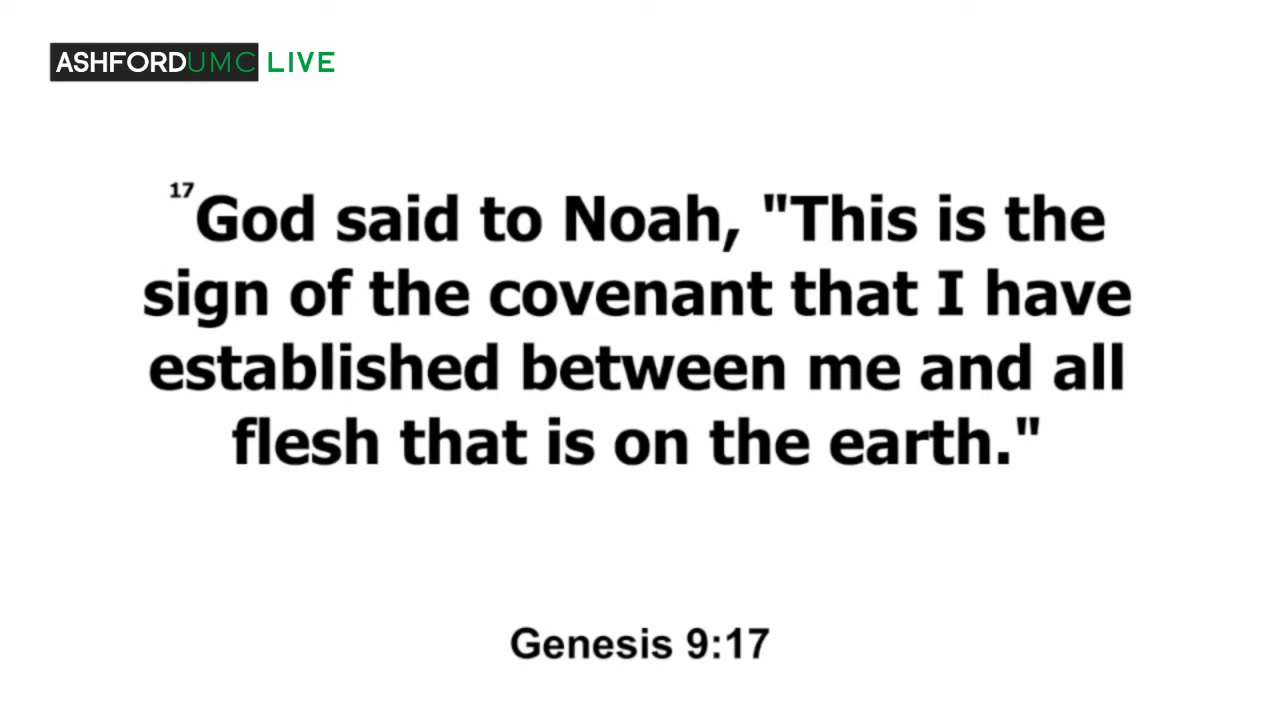 ASHFORDUMC LIVE
17God said to Noah, "This is the
sign of the covenant that I have
established between me and all
flesh that is on the earth."
Genesis 9:17